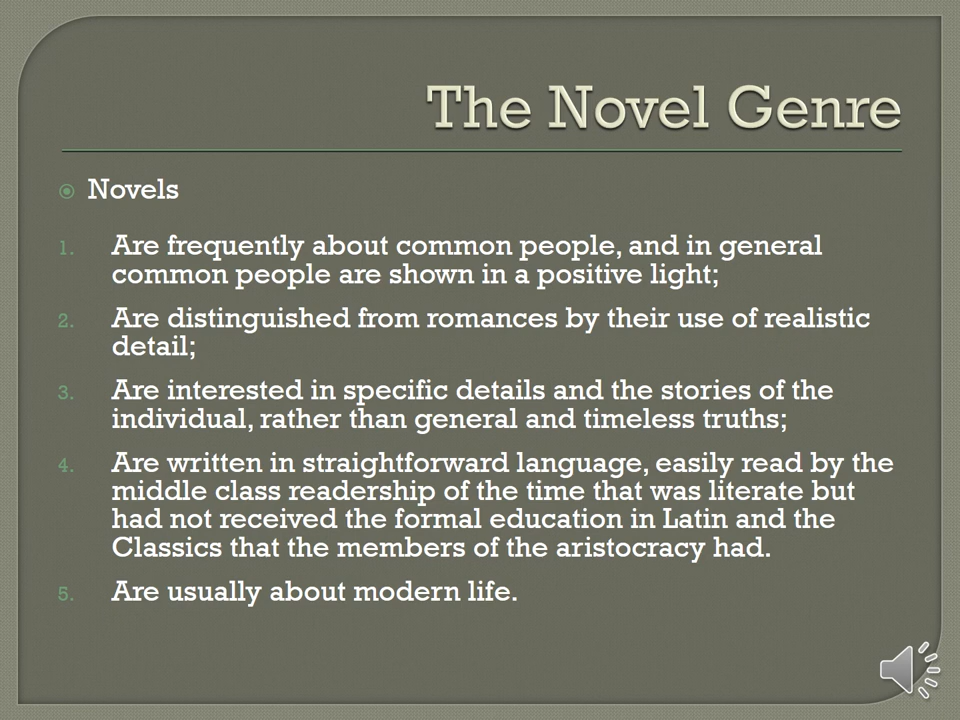 The Novel Genre
Novels
1. Are frequently about common people, and in general
common people are shown in a positive light;
2. Are distinguished from romances by their use of realistic
detail;
3. Are interested in specific details and the stories of the
individual, rather than general and timeless truths;
4. Are written in straightforward language, easily read by the
middle class readership of the time that was literate but
had not received the formal education in Latin and the
Classics that the members of the aristocracy had.
5. Are usually about modern life.